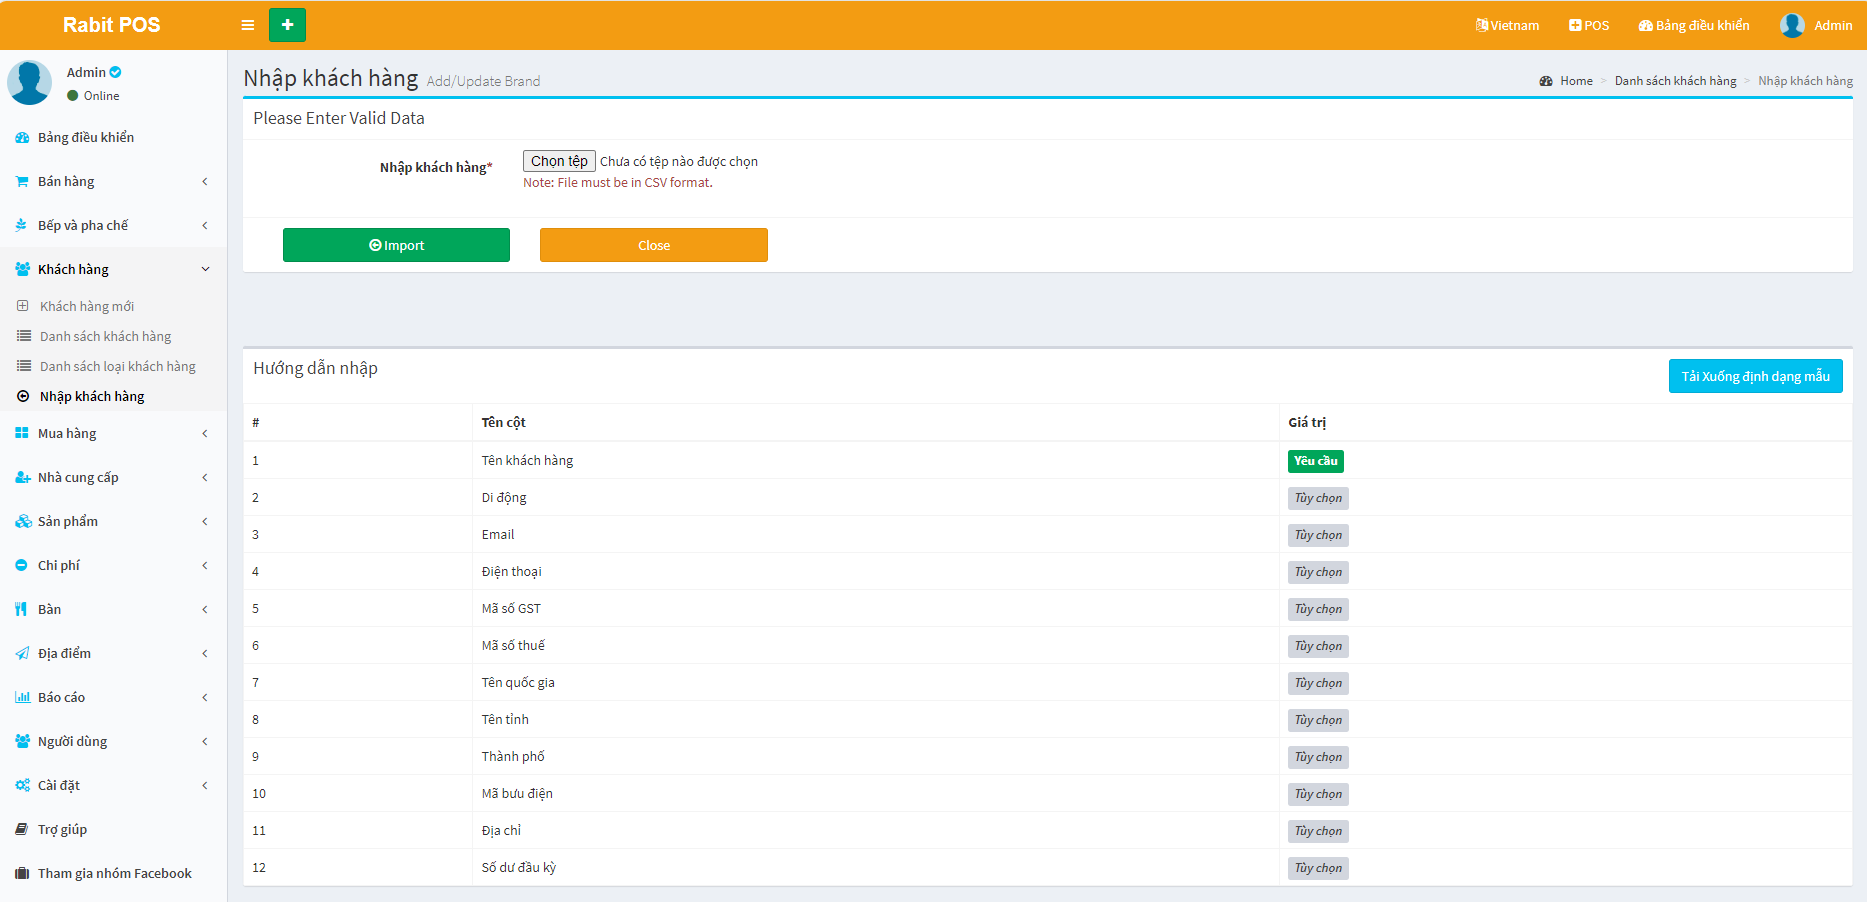 Rabit POS
Vietnam
POS
Bảng điều khiển
Admin
Admin
Online
Bảng điều khiển
Bán hàng
Bếp và pha chế
Khách hàng
Khách hàng mới
Danh sách khách hàng
Danh sách loại khách hàng
Nhập khách hàng
Mua hàng
Nhà cung cấp
Sản phẩm
Chi phí
Bàn
Địa điểm
Báo cáo
Người dùng
Cài đặt
Trợ giúp
Tham gia nhóm Facebook
Nhập khách hàng Add/Update Brand
Home > Danh sách khách hàng > Nhập khách hàng
Please Enter Valid Data
Nhập khách hàng* Chọn tệp Chưa có tệp nào được chọn
Note: File must be in CSV format.
Import Close
Hướng dẫn nhập
Tải Xuống định dạng mẫu
# Tên cột Giá trị
1 Tên khách hàng Yêu cầu
2 Di động Tùy chọn
3 Email Tùy chọn
4 Điện thoại Tùy chọn
5 Mã số GST Tùy chọn
6 Mã số thuế Tùy chọn
7 Tên quốc gia Tùy chọn
8 Tên tỉnh Tùy chọn
9 Thành phố Tùy chọn
10 Mã bưu điện Tùy chọn
11 Địa chỉ Tùy chọn
12 Số dư đầu kỳ Tùy chọn